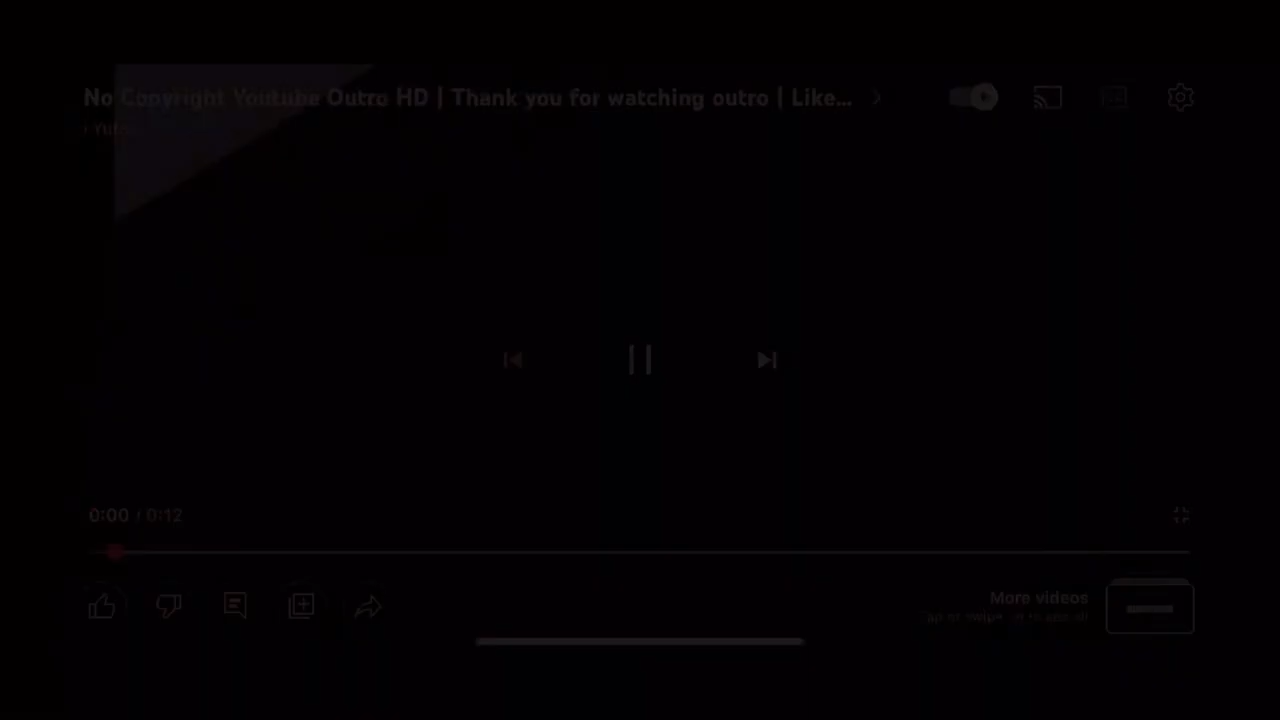 No Copyright Youtube Outro HD | Thank you for watching outro | Like...
0:00 / 0:12
More videos